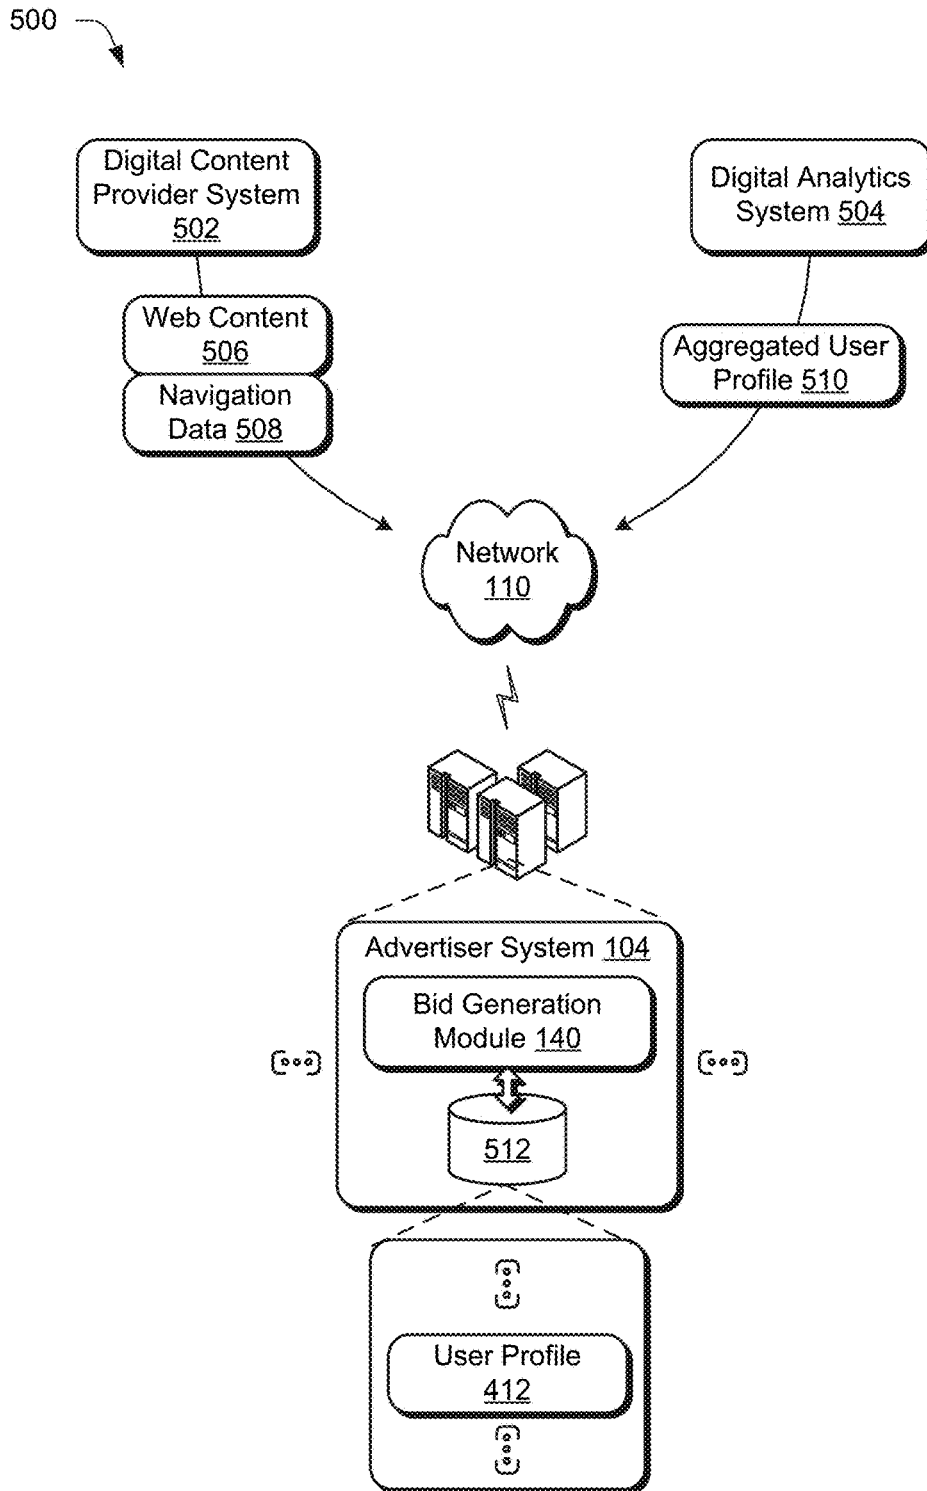 500
Digital Content
Provider System
502
Digital Analytics
System 504
Web Content
506
Navigation
Data 508
Aggregated User
Profile 510
Network
110
Advertiser System 104
Bid Generation
Module 140
512
User Profile
412